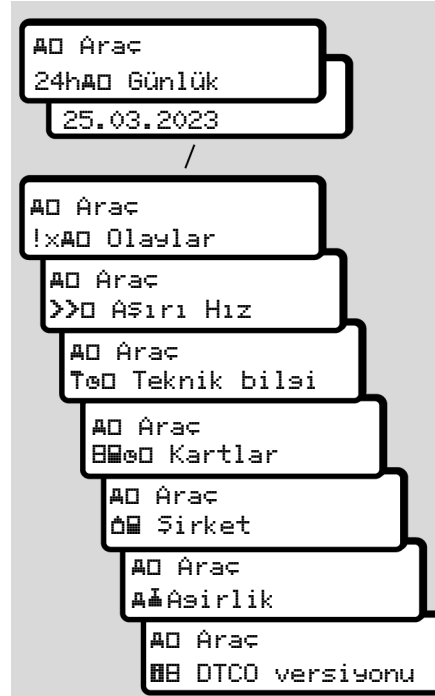 Araç
24h Günlük
25.03.2023
/
Araç
!x Olaylar
Araç
>> Aşırı Hız
Araç
Teknik bilgi
Araç
Kartlar
Araç
Şirket
Araç
Agirlik
Araç
DTCO versiyonu